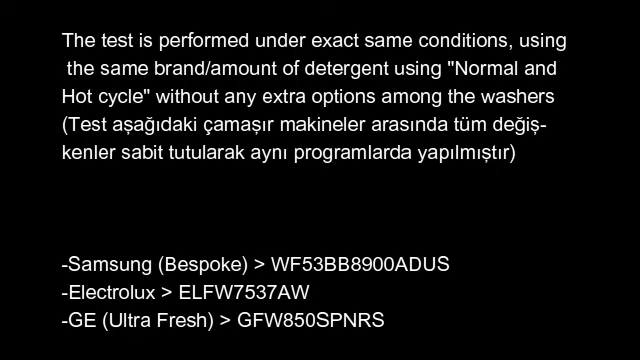 The test is performed under exact same conditions, using
the same brand/amount of detergent using "Normal and
Hot cycle" without any extra options among the washers
(Test aşağıdaki çamaşır makineler arasında tüm değiş-
kenler sabit tutularak aynı programlarda yapılmıştır)
-Samsung (Bespoke) > WF53BB8900ADUS
-Electrolux > ELFW7537AW
-GE (Ultra Fresh) > GFW850SPNRS